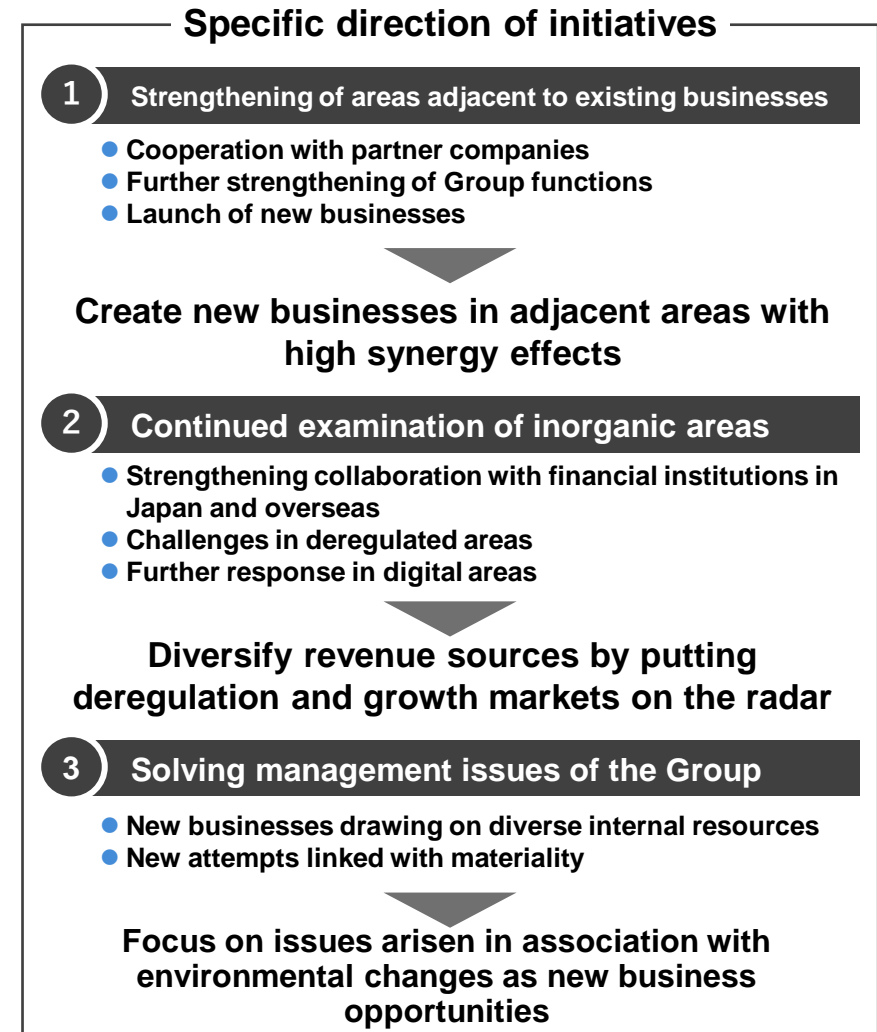 Specific direction of initiatives
1 Strengthening of areas adjacent to existing businesses
● Cooperation with partner companies
● Further strengthening of Group functions
● Launch of new businesses
Create new businesses in adjacent areas with
high synergy effects
2 Continued examination of inorganic areas
● Strengthening collaboration with financial institutions in
Japan and overseas
● Challenges in deregulated areas
● Further response in digital areas
Diversify revenue sources by putting
deregulation and growth markets on the radar
3 Solving management issues of the Group
● New businesses drawing on diverse internal resources
● New attempts linked with materiality
Focus on issues arisen in association with
environmental changes as new business
opportunities